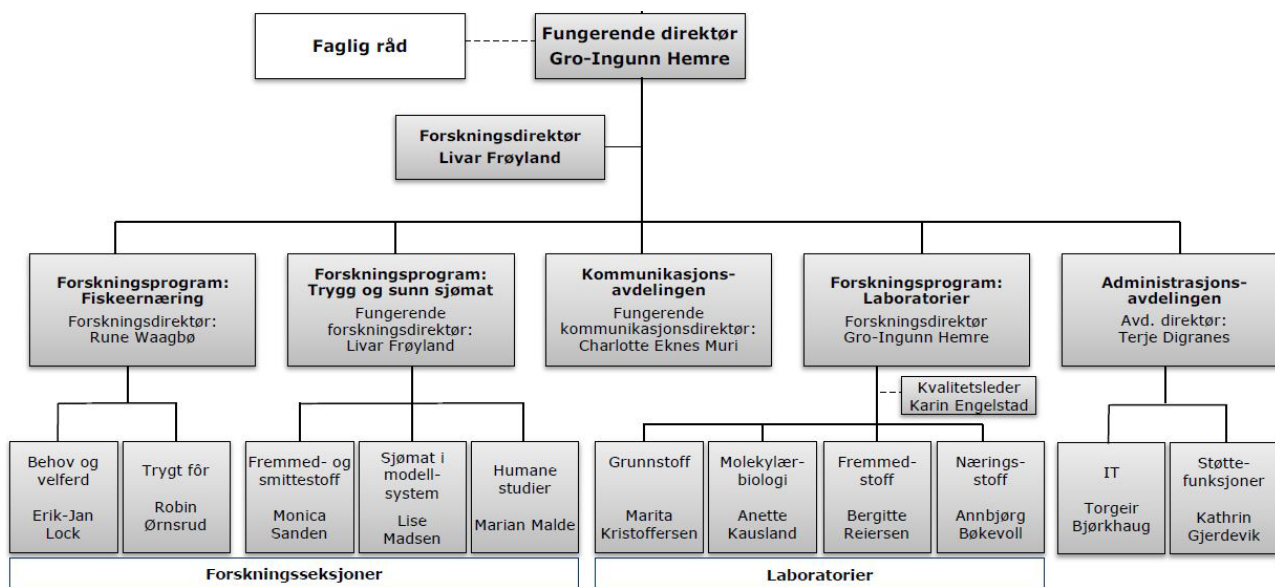 Faglig råd
Fungerende direktør
Gro-Ingunn Hemre
Forskningsdirektør
Livar Frøyland
Forskningsprogram:
Fiskeernæring
Forskningsdirektør:
Rune Waagbø
Forskningsprogram:
Trygg og sunn sjømat
Fungerende
forskningsdirektør:
Livar Frøyland
Kommunikasjons-
avdelingen
Fungerende
kommunikasjonsdirektør:
Charlotte Eknes Muri
Forskningsprogram:
Laboratorier
Forskningsdirektør
Gro-Ingunn Hemre
Administrasjons-
avdelingen
Avd. direktør:
Terje Digranes
Kvalitetsleder
Karin Engelstad
Behov og
velferd
Erik-Jan
Lock
Trygt fôr
Robin
Ørnsrud
Fremmed- og
smittestoff
Monica
Sanden
Sjømat i
modell-
system
Lise
Madsen
Humane
studier
Marian Malde
Grunnstoff
Marita
Kristoffersen
Molekylær-
biologi
Anette
Kausland
Fremmed-
stoff
Bergitte
Reiersen
Nærings-
stoff
Annbjørg
Bøkevoll
IT
Torgeir
Bjørkhaug
Støtte-
funksjoner
Kathrin
Gjerdevik
Forskningsseksjoner
Laboratorier